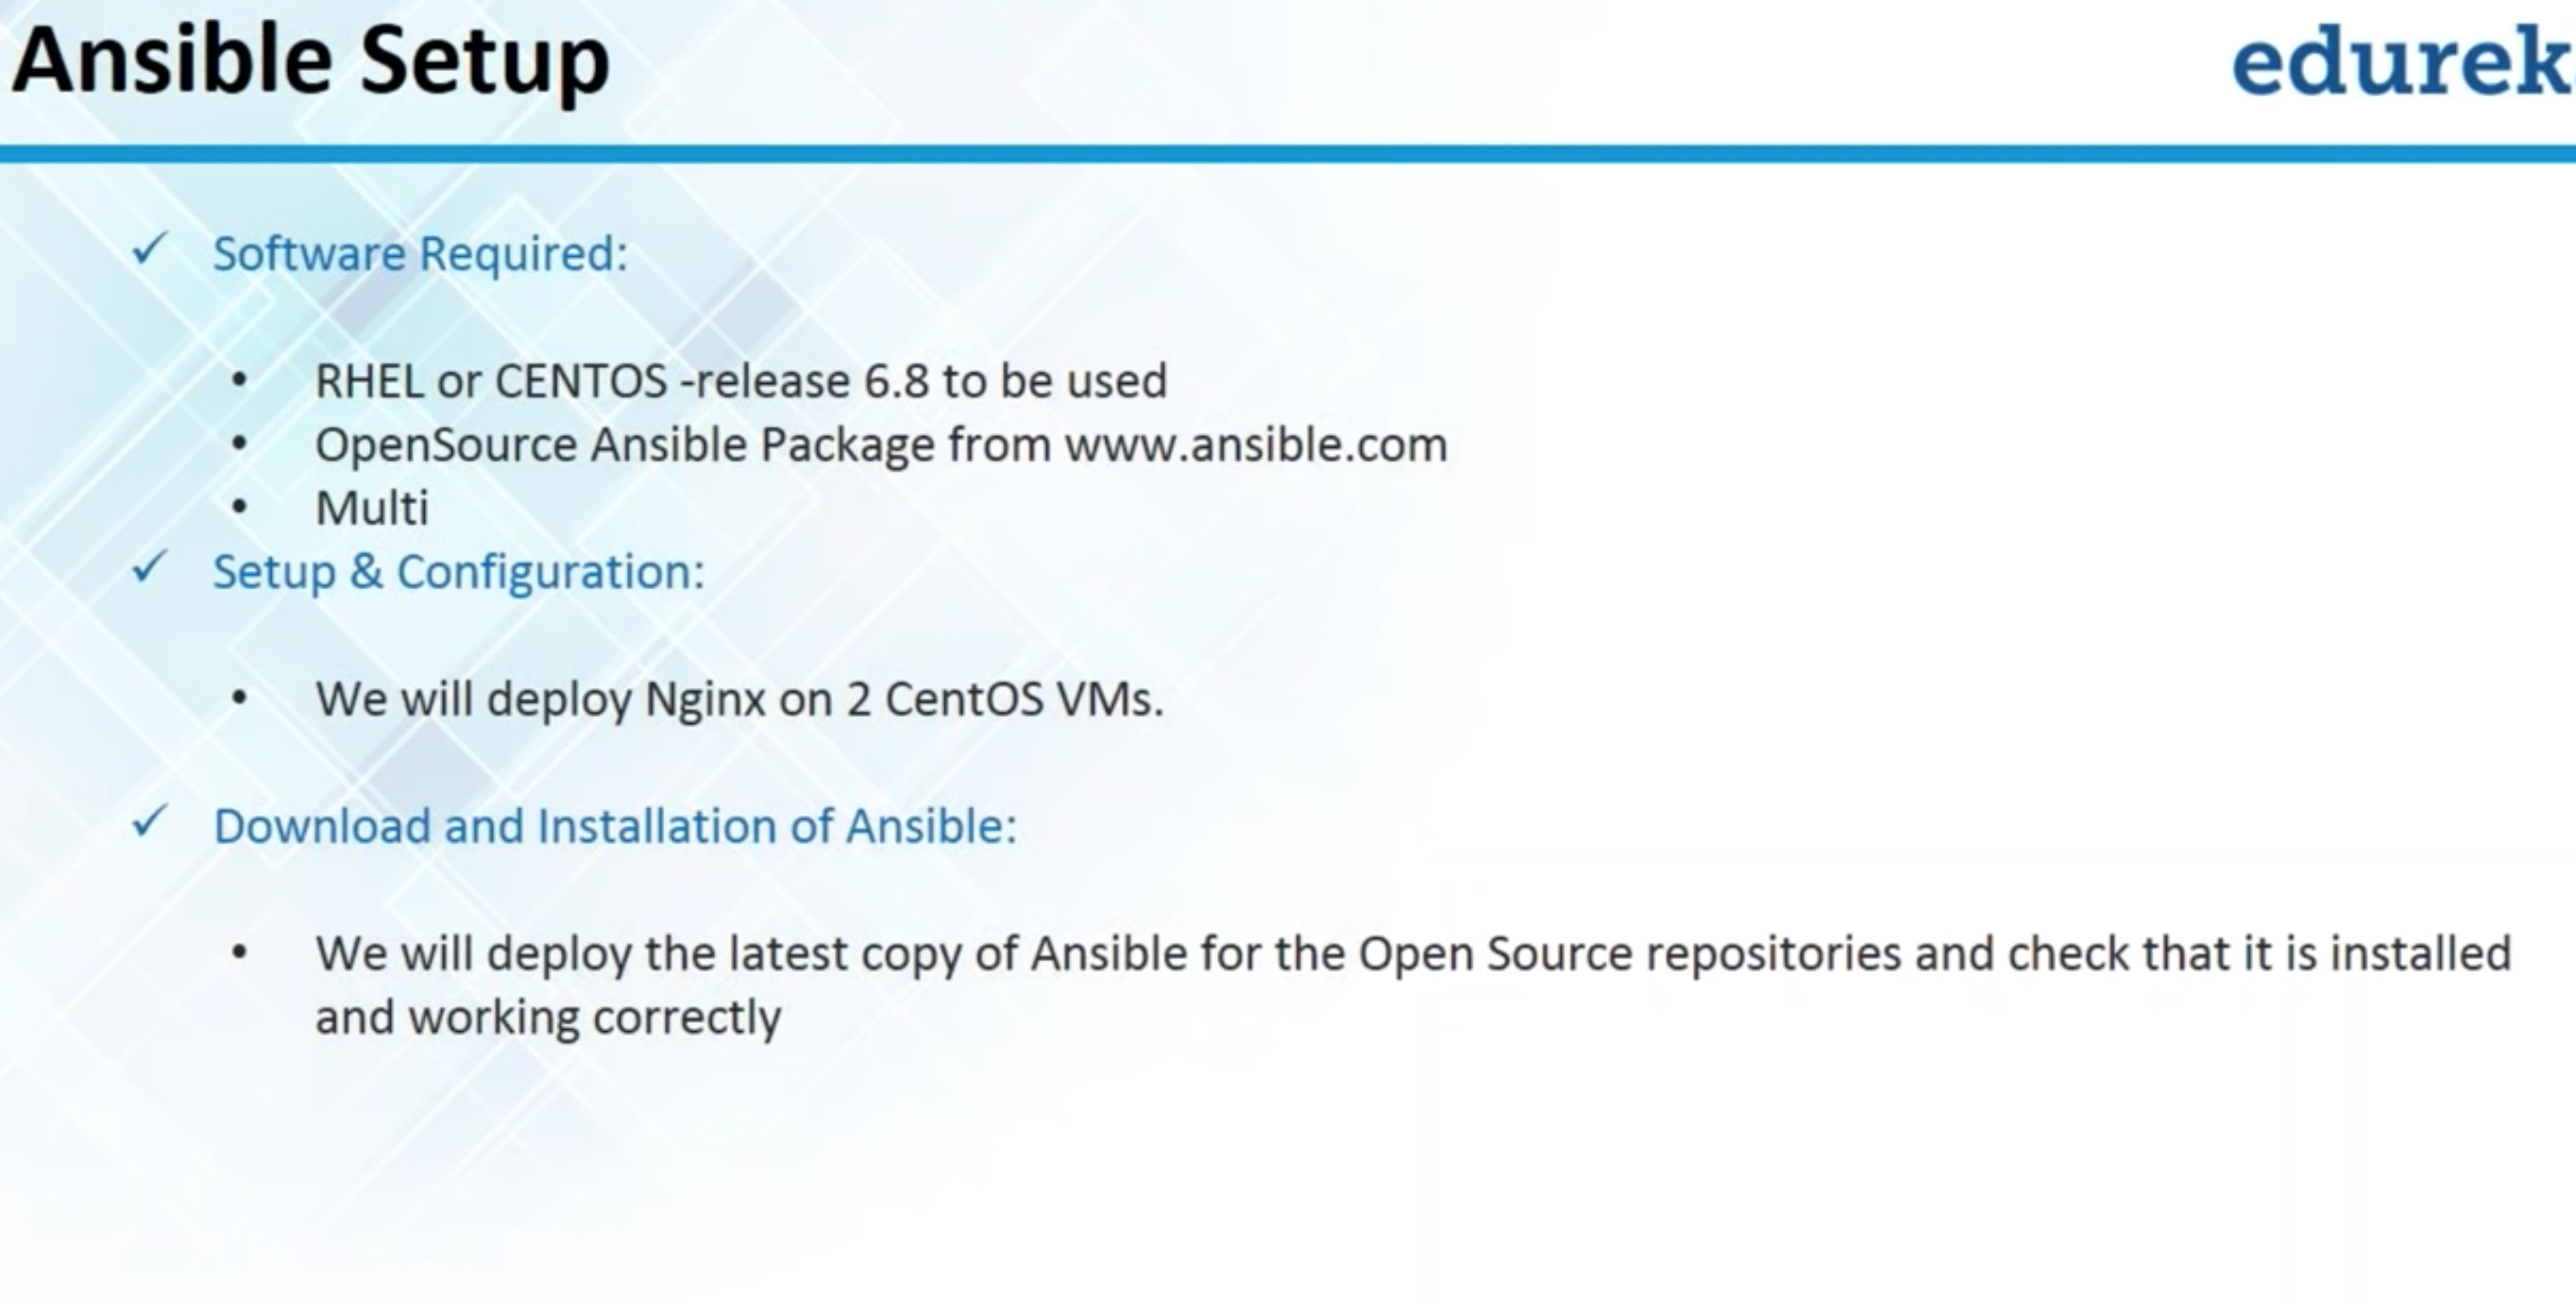 Ansible Setup
edurek
✓ Software Required:
• RHEL or CENTOS -release 6.8 to be used
• OpenSource Ansible Package from www.ansible.com
• Multi
✓ Setup & Configuration:
• We will deploy Nginx on 2 CentOS VMs.
✓ Download and Installation of Ansible:
• We will deploy the latest copy of Ansible for the Open Source repositories and check that it is installed
and working correctly